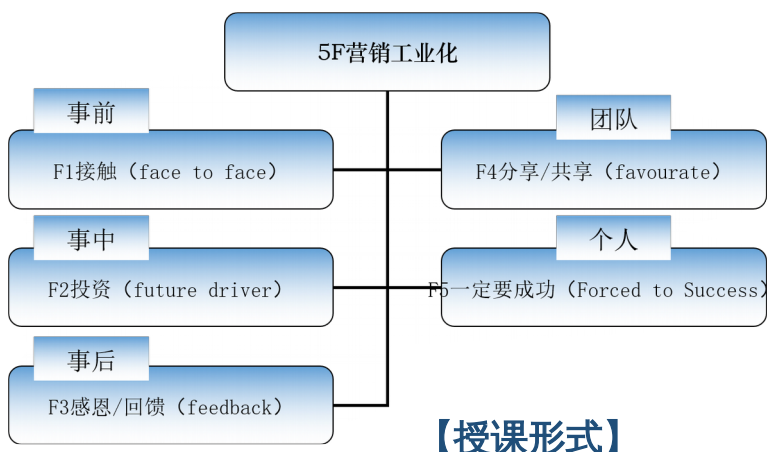 5F营销工业化
事前
F1接触（face to face）
团队
F4分享/共享（favourate）
事中
F2投资（future driver）
个人
F5一定要成功（Forced to Success）
事后
F3感恩/回馈（feedback）
【授课形式】